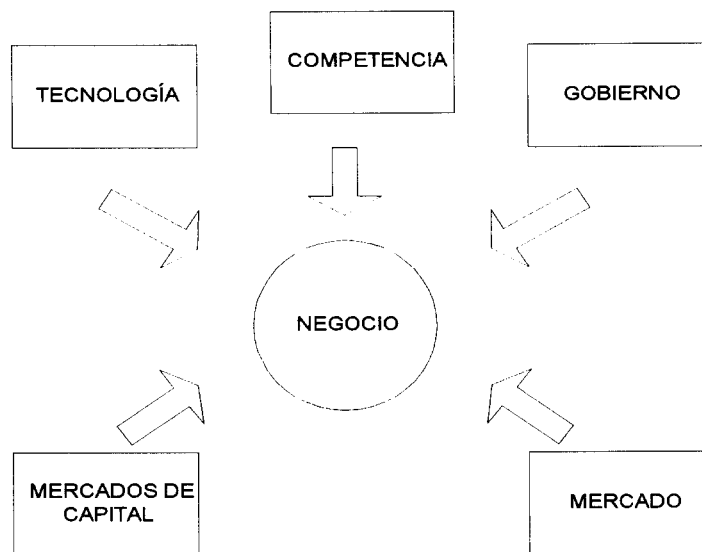 COMPETENCIA
TECNOLOGÍA
GOBIERNO
NEGOCIO
MERCADOS DE
CAPITAL
MERCADO